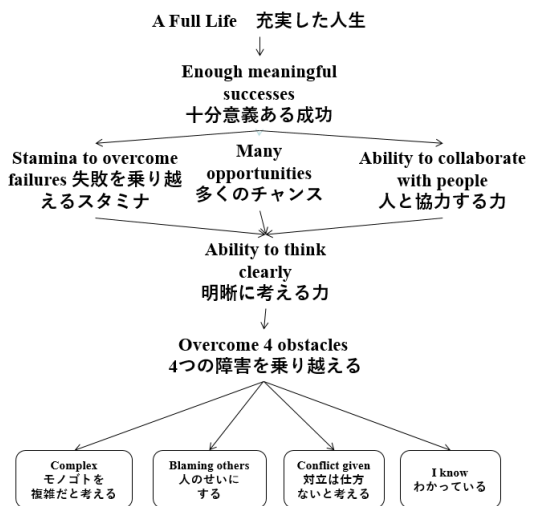 A Full Life 充実した人生
Enough meaningful
successes
十分意義ある成功
Stamina to overcome
failures 失敗を乗り越
えるスタミナ
Many
opportunities
多くのチャンス
Ability to collaborate
with people
人と協力する力
Ability to think
clearly
明晰に考える力
Overcome 4 obstacles
4つの障害を乗り越える
Complex
モノゴトを
複雑だと考える
Blaming others
人のせいに
する
Conflict given
対立は仕方
ないと考える
I know
わかっている